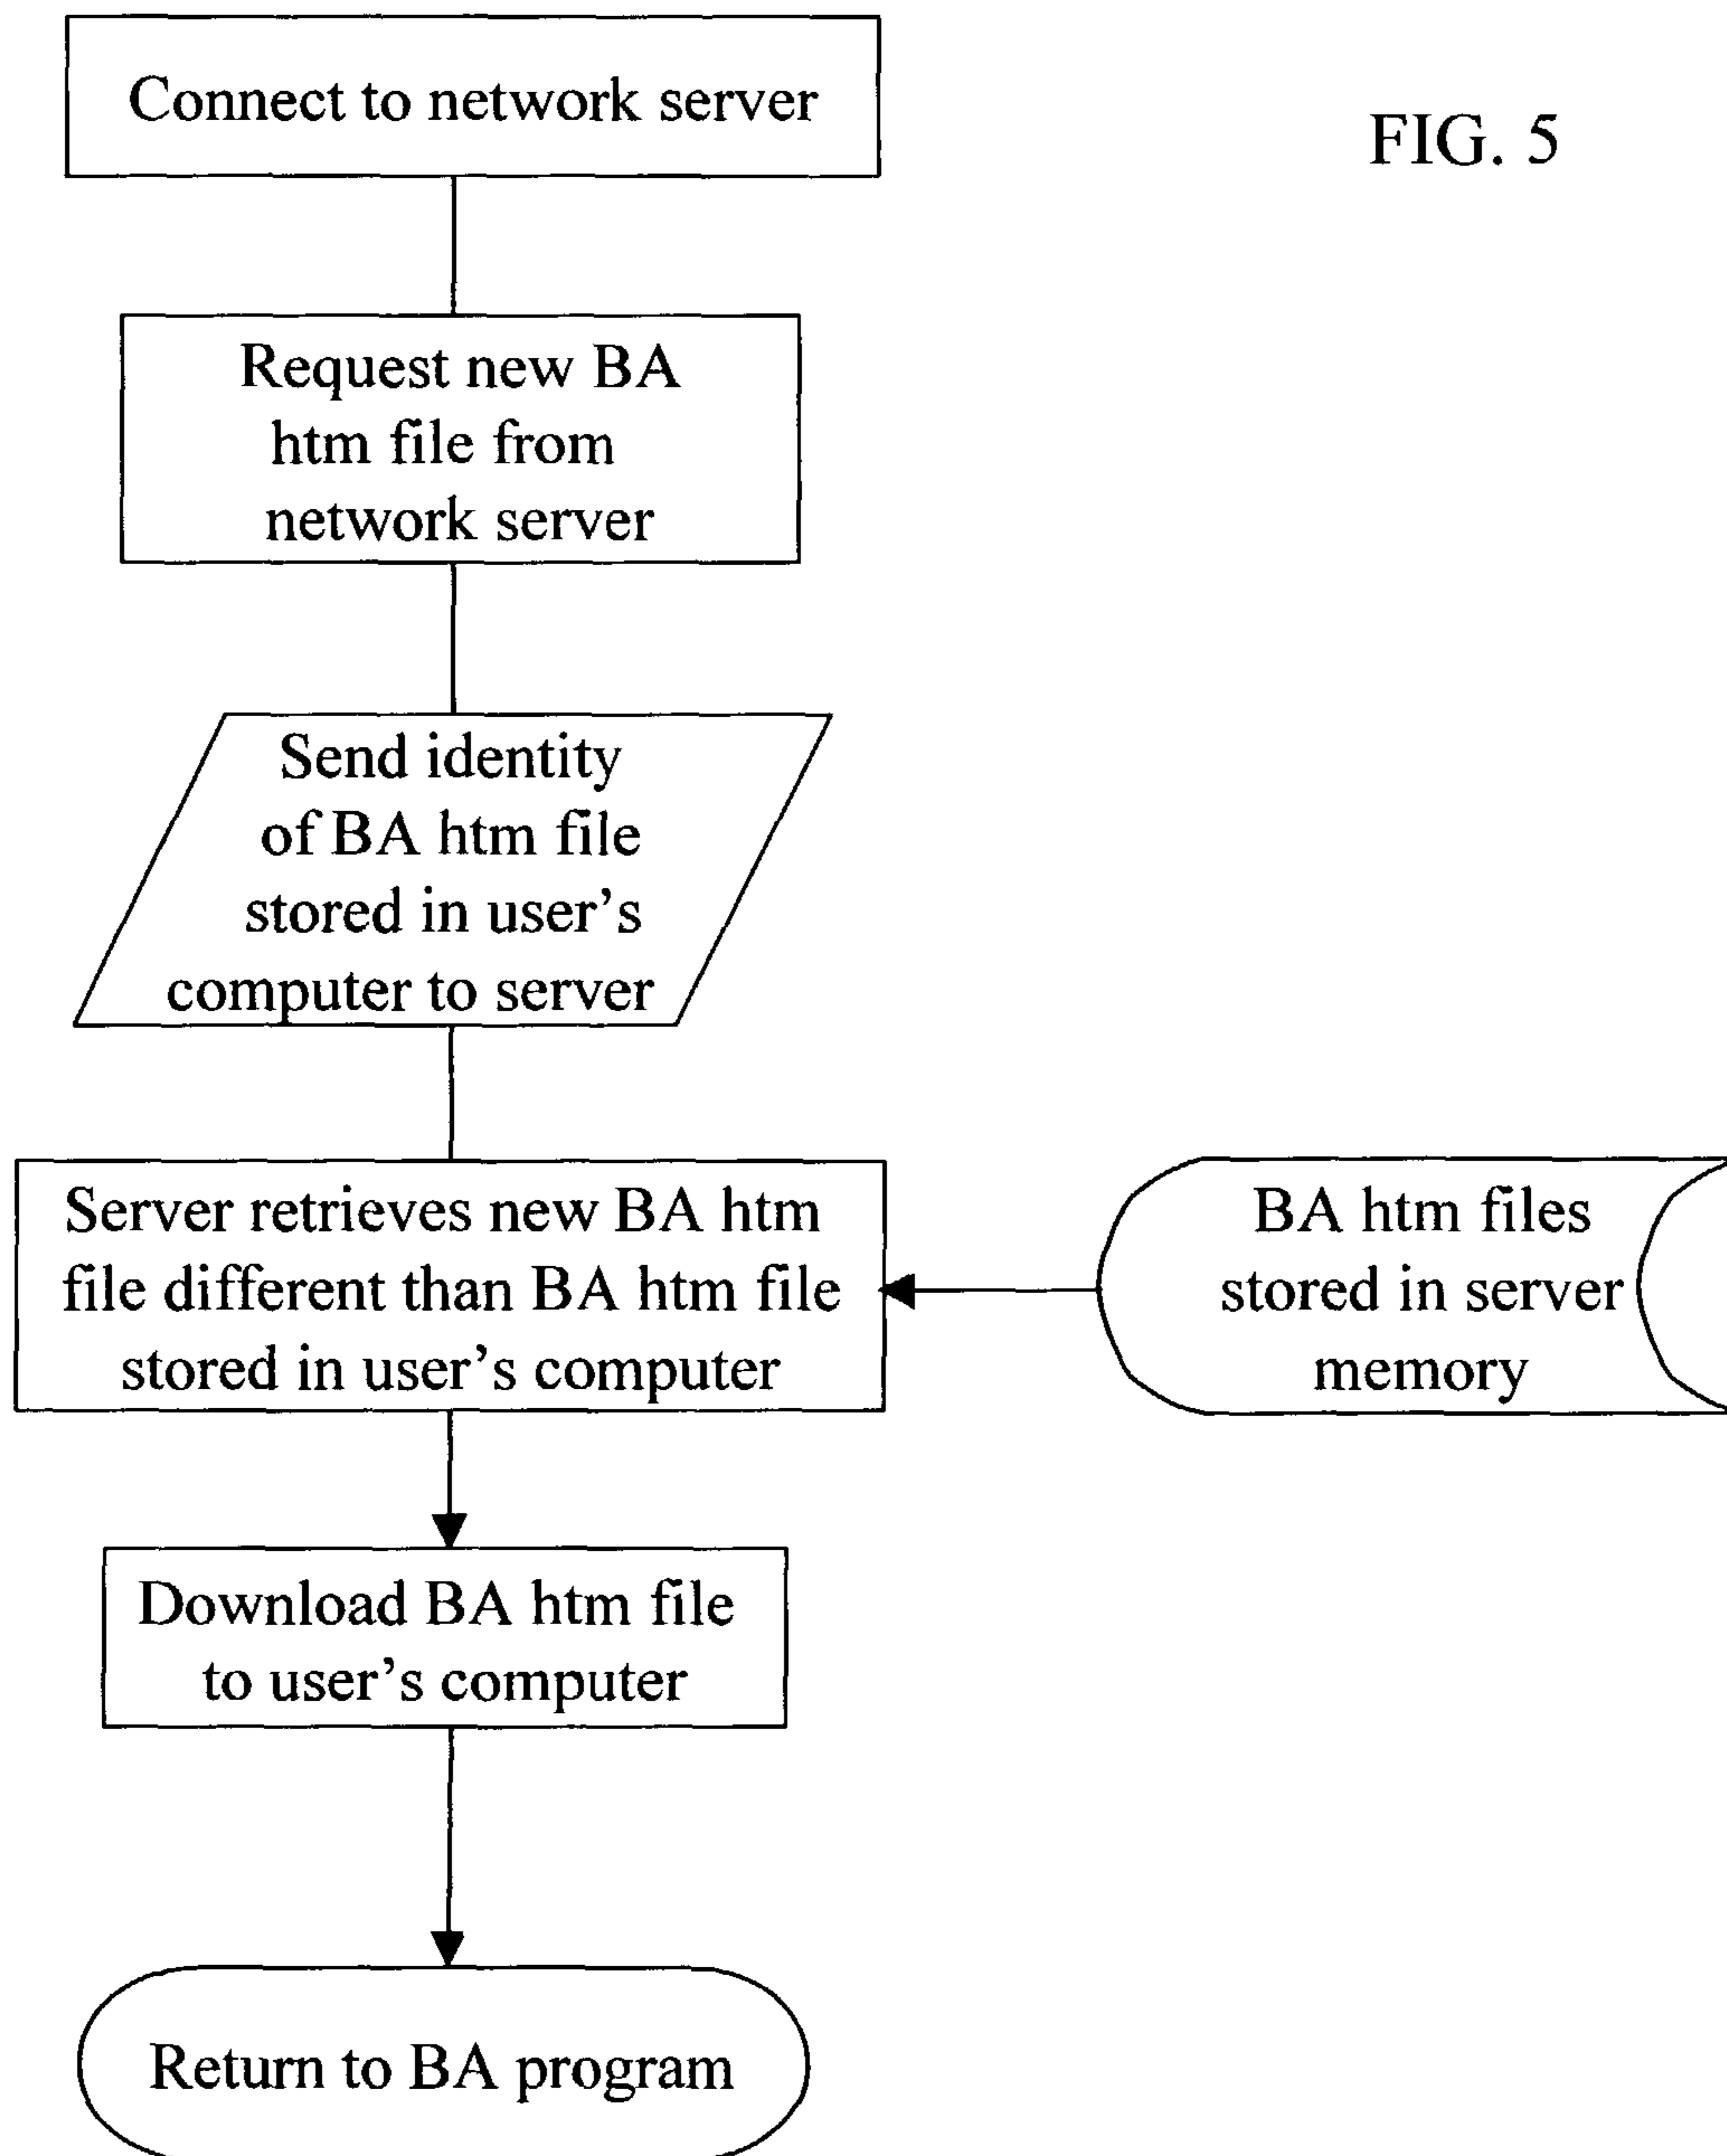 FIG. 5
Connect to network server
Request new BA
htm file from
network server
Send identity
of BA htm file
stored in user's
computer to server
Server retrieves new BA htm
file different than BA htm file
stored in user's computer
BA htm files
stored in server
memory
Download BA htm file
to user's computer
Return to BA program